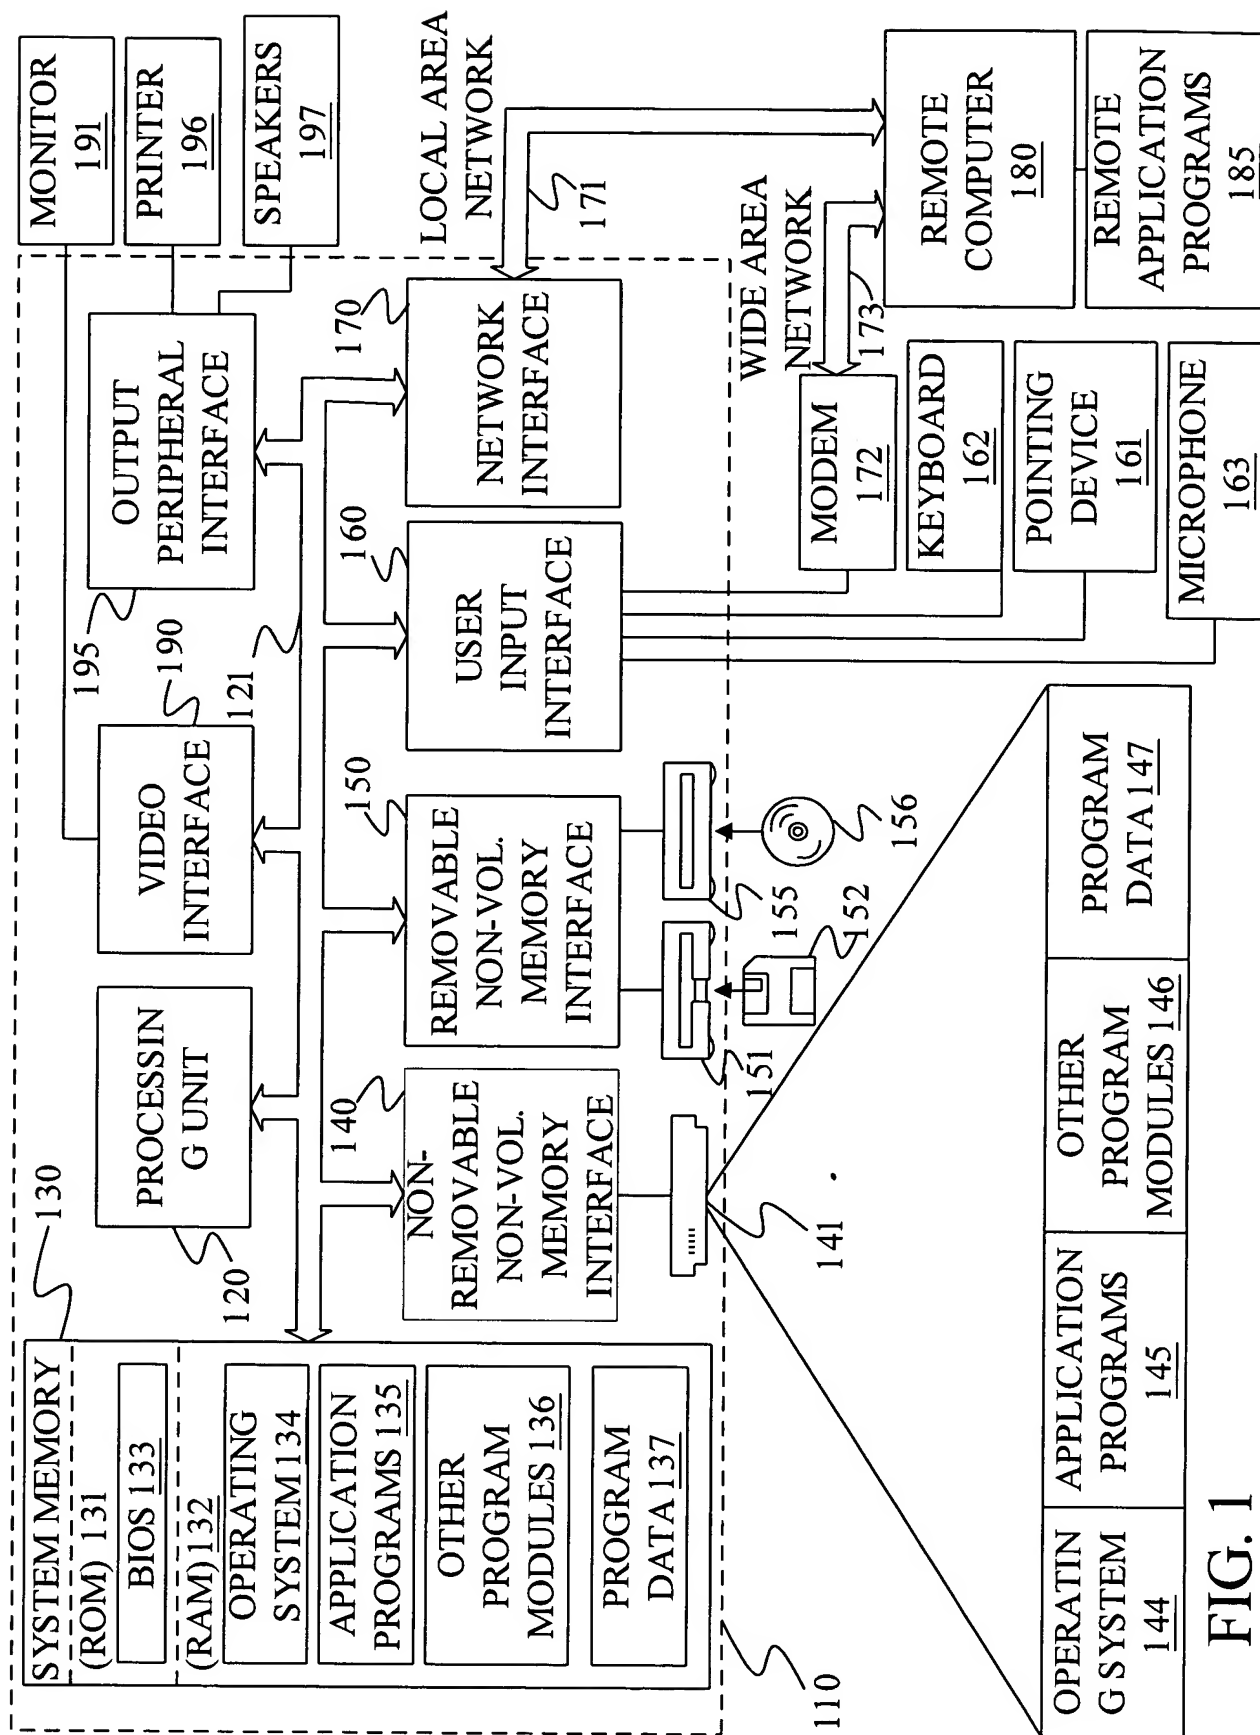 SYSTEM MEMORY
(ROM) 131
BIOS 133
(RAM) 132
OPERATING
SYSTEM 134
APPLICATION
PROGRAMS 135
OTHER
PROGRAM
MODULES 136
PROGRAM
DATA 137
130
120
PROCESSIN
G UNIT
VIDEO
INTERFACE
190
195
OUTPUT
PERIPHERAL
INTERFACE
121
MONITOR
191
PRINTER
196
SPEAKERS
197
140
NON-
REMOVABLE
NON-VOL.
MEMORY
INTERFACE
150
REMOVABLE
NON-VOL.
MEMORY
INTERFACE
160
USER
INPUT
INTERFACE
170
NETWORK
INTERFACE
LOCAL AREA
NETWORK
171
110
141
151
152
155
156
WIDE AREA
NETWORK
173
MODEM
172
KEYBOARD
162
POINTING
DEVICE
161
MICROPHONE
163
REMOTE
COMPUTER
180
REMOTE
APPLICATION
PROGRAMS
185
OPERATIN
G SYSTEM
144
APPLICATION
PROGRAMS
145
OTHER
PROGRAM
MODULES 146
PROGRAM
DATA 147
FIG. 1